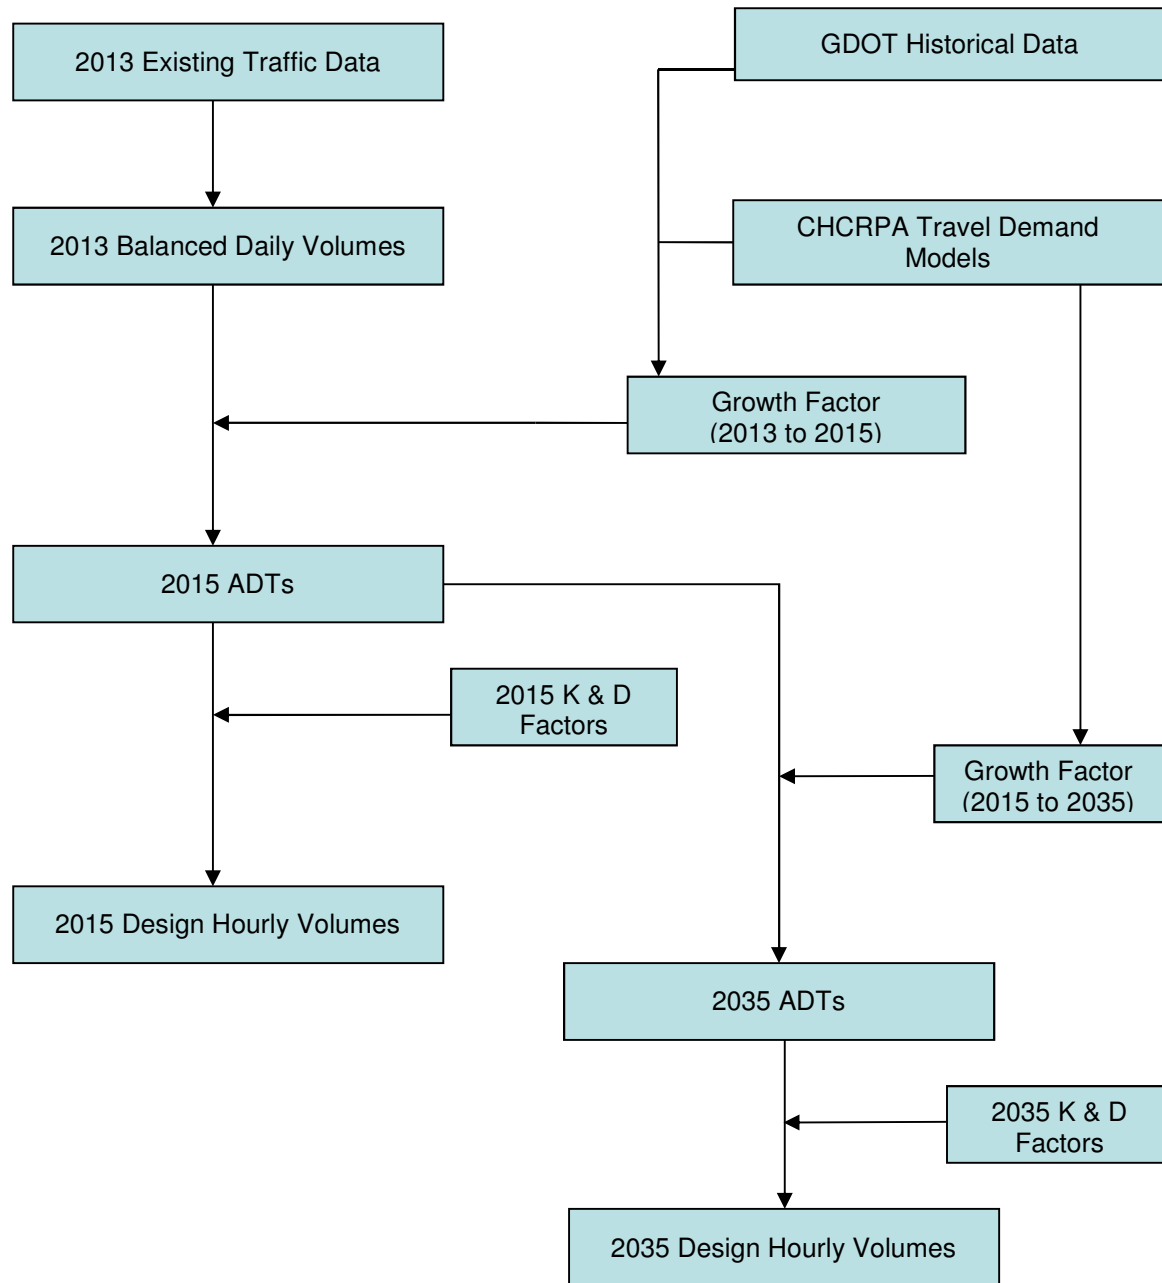 GDOT Historical Data
2013 Existing Traffic Data
CHCRPA Travel Demand
Models
2013 Balanced Daily Volumes
Growth Factor
(2013 to 2015)
2015 ADTs
2015 K & D
Factors
Growth Factor
(2015 to 2035)
2015 Design Hourly Volumes
2035 ADTs
2035 K & D
Factors
2035 Design Hourly Volumes